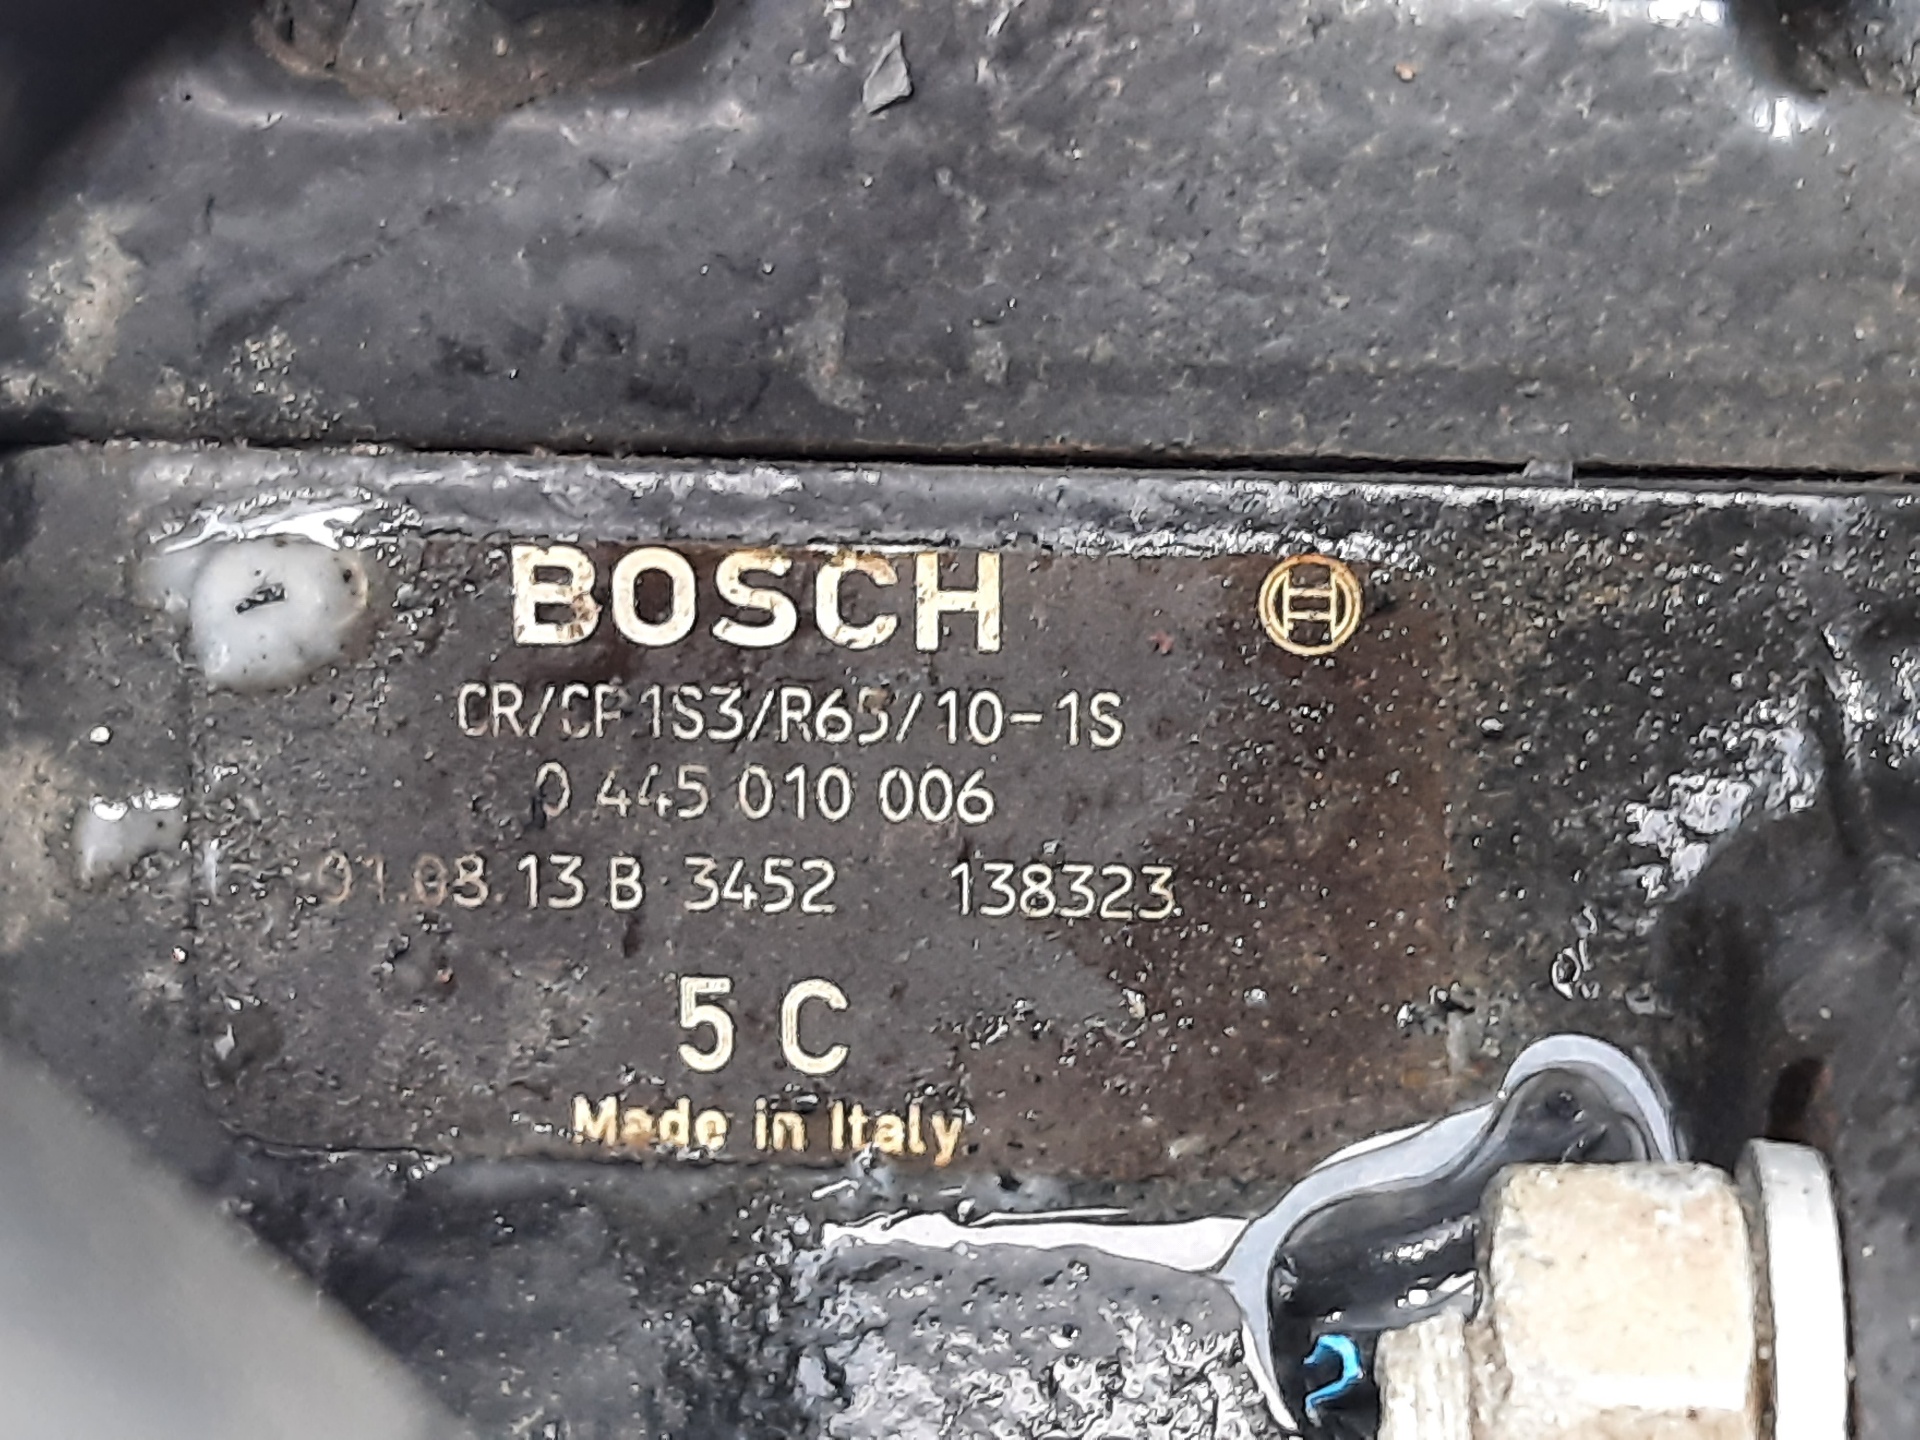 BOSCH
CR/CP1S3/R65/10-1S
0 445 010 006
01.08.13 B 3452 138323
5 C
Made in Italy